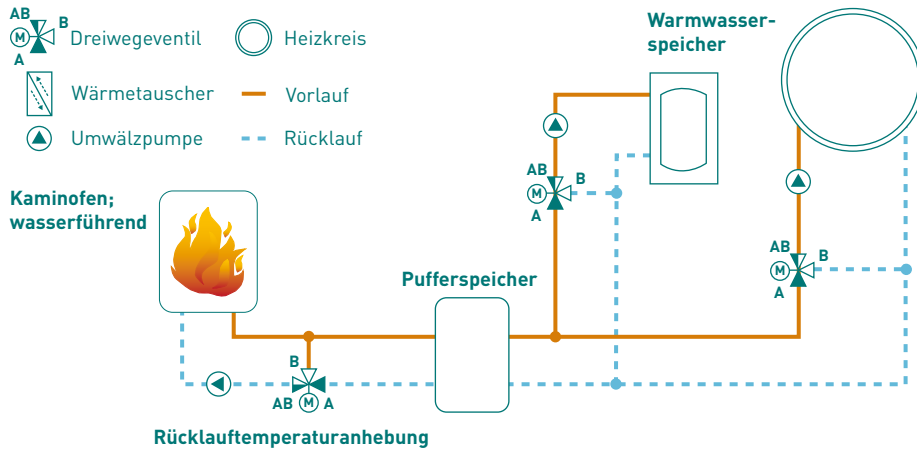 AB
B
M
A
Dreiwegeventil
Heizkreis
Wärmetauscher
Vorlauf
Umwälzpumpe
Rücklauf
Warmwasser-
speicher
AB
B
M
A
Kaminofen;
wasserführend
AB
B
M
A
Pufferspeicher
B
AB
M
A
Rücklauftemperaturanhebung